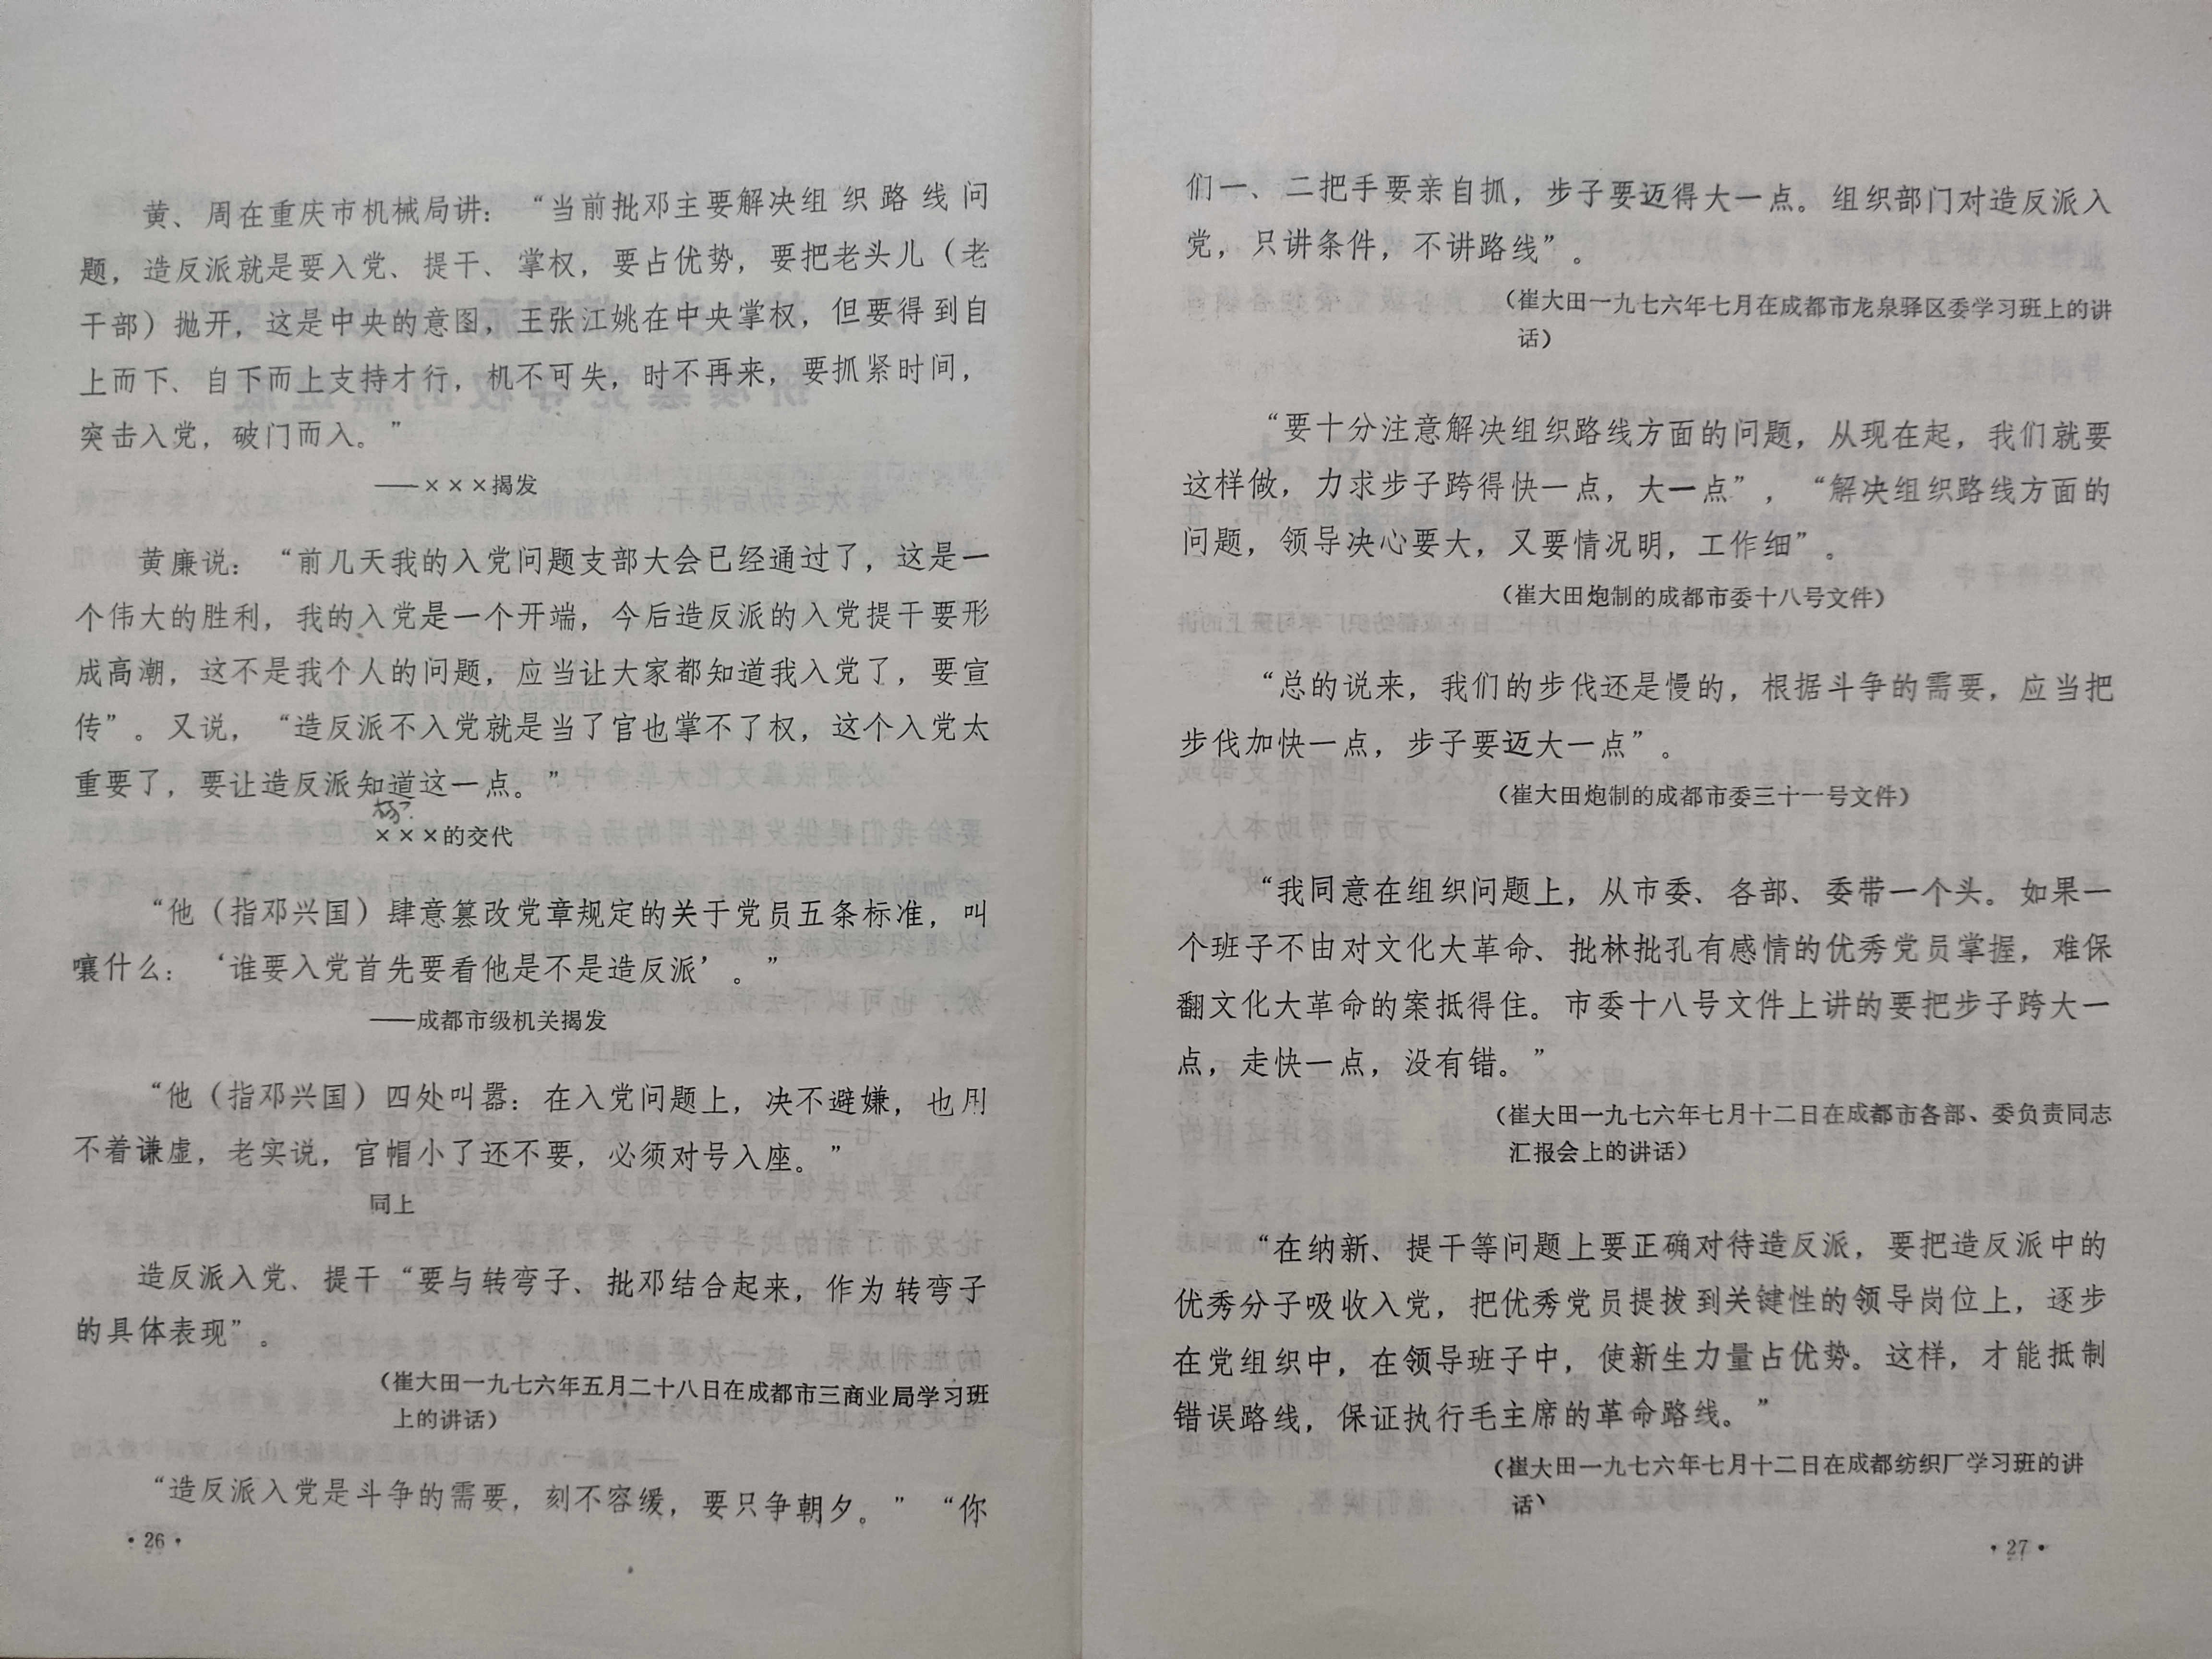 黄、周在重庆市机械局讲：“当前批邓主要解决组织路线问
题，造反派就是要入党、提干、掌权，要占优势，要把老头儿（老
干部）抛开，这是中央的意图，王张江姚在中央掌权，但要得到自
上而下、自下而上支持才行，机不可失，时不再来，要抓紧时间，
突击入党，破门而入。”
——×××揭发
黄廉说：“前几天我的入党问题支部大会已经通过了，这是一
个伟大的胜利，我的入党是一个开端，今后造反派的入党提干要形
成高潮，这不是我个人的问题，应当让大家都知道我入党了，要宣
传”。又说，“造反派不入党就是当了官也掌不了权，这个入党太
重要了，要让造反派知道这一点。”
×××的交代
“他（指邓兴国）肆意篡改党章规定的关于党员五条标准，叫
嚷什么：‘谁要入党首先要看他是不是造反派’。”
——成都市级机关揭发
“他（指邓兴国）四处叫嚣：在入党问题上，决不避嫌，也用
不着谦虚，老实说，官帽小了还不要，必须对号入座。”
同上
造反派入党、提干“要与转弯子、批邓结合起来，作为转弯子
的具体表现”。
（崔大田一九七六年五月二十八日在成都市三商业局学习班
上的讲话）
“造反派入党是斗争的需要，刻不容缓，要只争朝夕。”“你
·26·
们一、二把手要亲自抓，步子要迈得大一点。组织部门对造反派入
党，只讲条件，不讲路线”。
（崔大田一九七六年七月在成都市龙泉驿区委学习班上的讲
话）
“要十分注意解决组织路线方面的问题，从现在起，我们就要
这样做，力求步子跨得快一点，大一点”，“解决组织路线方面的
问题，领导决心要大，又要情况明，工作细”。
（崔大田炮制的成都市委十八号文件）
“总的说来，我们的步伐还是慢的，根据斗争的需要，应当把
步伐加快一点，步子要迈大一点”。
（崔大田炮制的成都市委三十一号文件）
“我同意在组织问题上，从市委、各部、委带一个头。如果一
个班子不由对文化大革命、批林批孔有感情的优秀党员掌握，难保
翻文化大革命的案抵得住。市委十八号文件上讲的要把步子跨大一
点，走快一点，没有错。”
（崔大田一九七六年七月十二日在成都市各部、委负责同志
汇报会上的讲话）
“在纳新、提干等问题上要正确对待造反派，要把造反派中的
优秀分子吸收入党，把优秀党员提拔到关键性的领导岗位上，逐步
在党组织中，在领导班子中，使新生力量占优势。这样，才能抵制
错误路线，保证执行毛主席的革命路线。”
（崔大田一九七六年七月十二日在成都纺织厂学习班的讲
话）
·27·